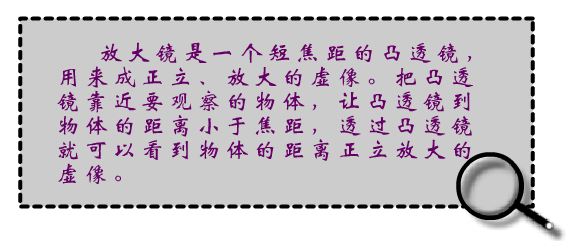 放大镜是一个短焦距的凸透镜，
用来成正立、放大的虚像。把凸透
镜靠近要观察的物体，让凸透镜到
物体的距离小于焦距，透过凸透镜
就可以看到物体的距离正立放大的
虚像。